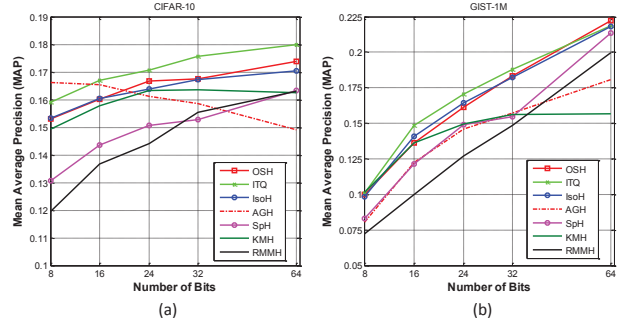 CIFAR-10
Mean Average Precision (MAP)
0.19
0.18
0.17
0.16
0.15
0.14
0.13
0.12
0.11
0.1
OSH
ITQ
IsoH
AGH
SpH
KMH
RMMH
8 16 24 32 64
Number of Bits
(a)
GIST-1M
Mean Average Precision (MAP)
0.225
0.2
0.175
0.15
0.125
0.1
0.075
0.05
OSH
ITQ
IsoH
AGH
SpH
KMH
RMMH
8 16 24 32 64
Number of Bits
(b)